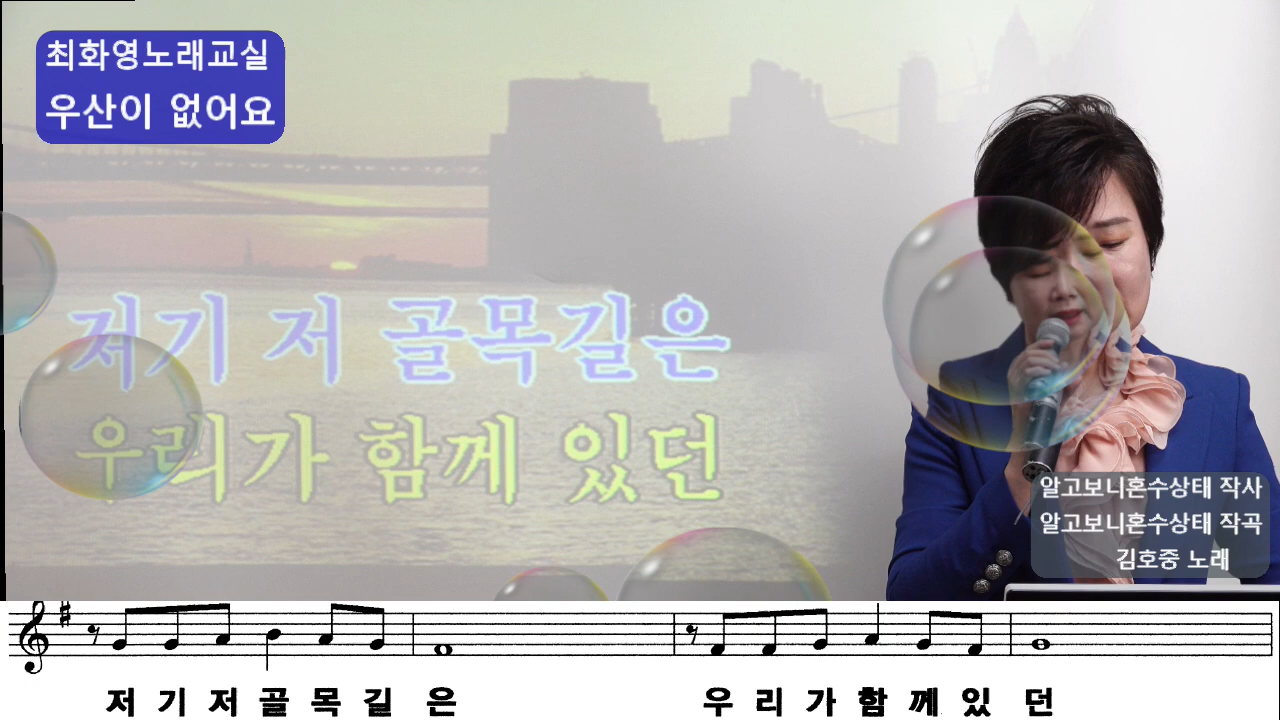 최화영노래교실
우산이 없어요
저기 저 골목길은
우리가 함께 있던
알고보니혼수상태 작사
알고보니혼수상태 작곡
김호중 노래
저 기 저 골 목 길 은 우 리 가 함 께 있 던